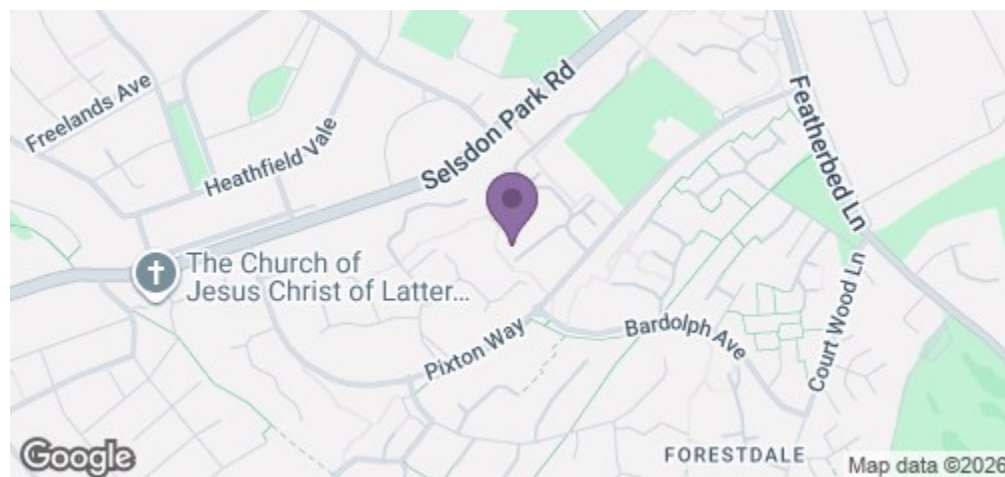 Freelands Ave
Heathfield Vale
Selsdon Park Rd
Featherbed Ln
The Church of
Jesus Christ of Latter...
Pixton Way
Bardolph Ave
Court Wood Ln
FORESTDALE
Google
Map data ©2026